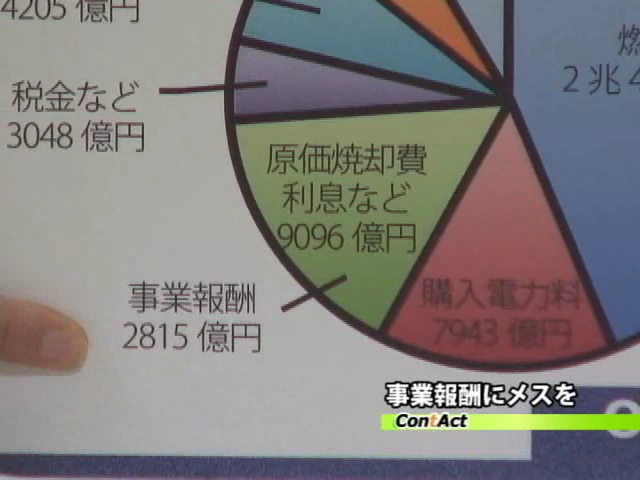 4205 億円
燃
2 兆 4
税金など
3048 億円
原価焼却費
利息など
9096 億円
事業報酬
2815 億円
購入電力料
7943 億円
事業報酬にメスを
ContAct